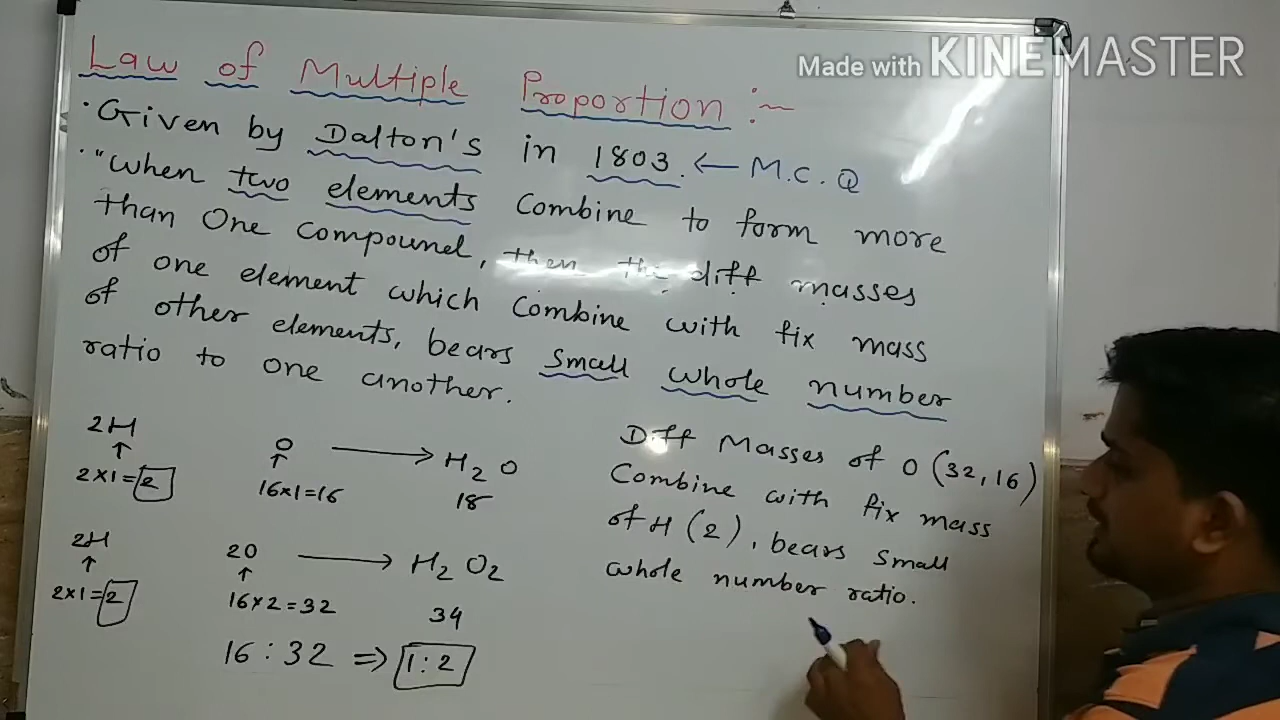 Made with KINEMASTER
Law of Multiple Proportion :~
· Given by Dalton's in 1803. ← M.C.Q
· "When two elements Combine to form more
than One Compound, then the diff masses
of one element which Combine with fix mass
of other elements, bears Small whole number
ratio to one another.
2H O → H2O
↑ ↑
2×1=2 16×1=16 18
2H 2O → H2O2
↑ ↑
2×1=2 16×2=32 34
16 : 32 ⇒ 1 : 2
Diff Masses of O (32,16)
Combine with fix mass
of H (2), bears Small
whole number ratio.